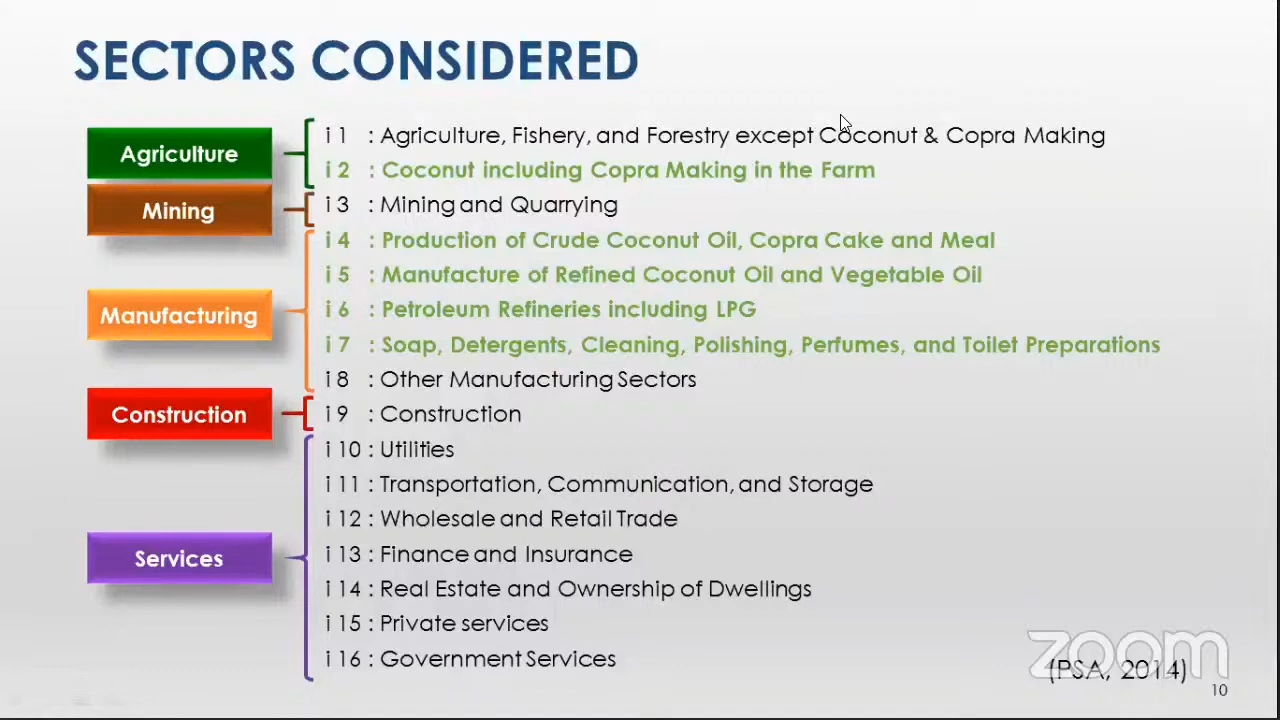 SECTORS CONSIDERED
Agriculture
i 1 : Agriculture, Fishery, and Forestry except Coconut & Copra Making
i 2 : Coconut including Copra Making in the Farm
Mining
i 3 : Mining and Quarrying
Manufacturing
i 4 : Production of Crude Coconut Oil, Copra Cake and Meal
i 5 : Manufacture of Refined Coconut Oil and Vegetable Oil
i 6 : Petroleum Refineries including LPG
i 7 : Soap, Detergents, Cleaning, Polishing, Perfumes, and Toilet Preparations
i 8 : Other Manufacturing Sectors
Construction
i 9 : Construction
Services
i 10 : Utilities
i 11 : Transportation, Communication, and Storage
i 12 : Wholesale and Retail Trade
i 13 : Finance and Insurance
i 14 : Real Estate and Ownership of Dwellings
i 15 : Private services
i 16 : Government Services
zoom
(PSA, 2014)
10